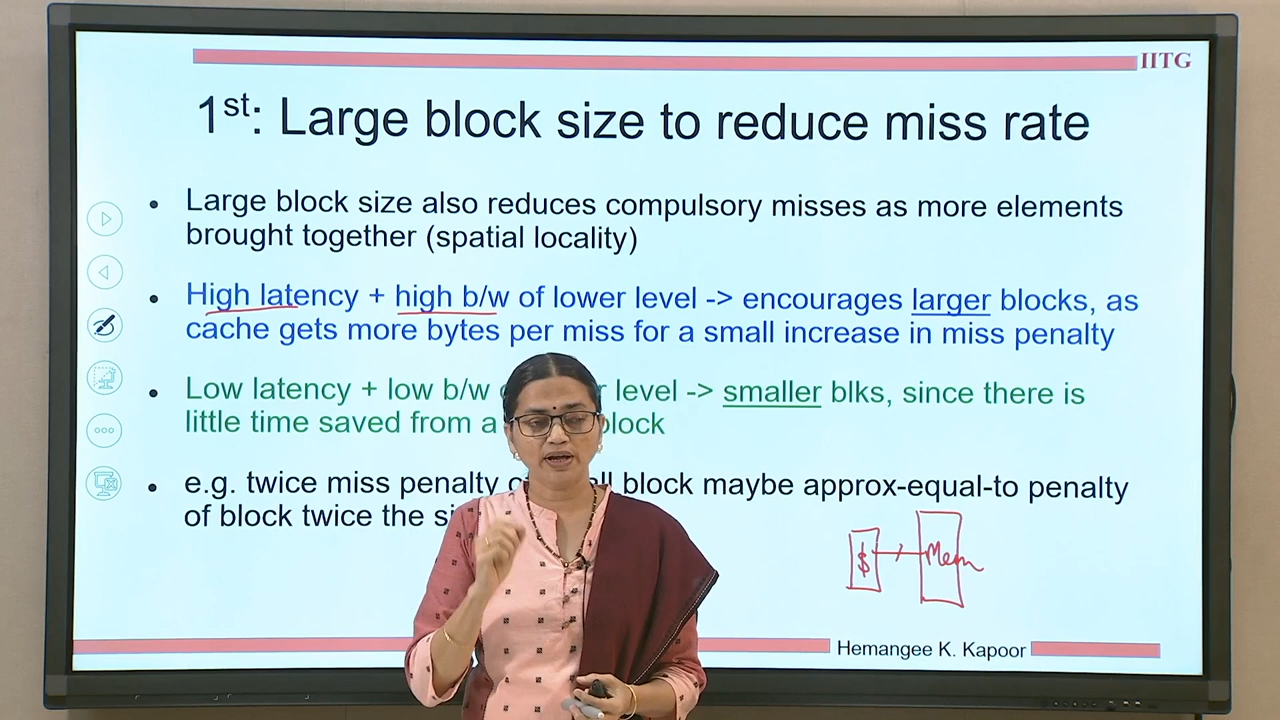 IITG
1st: Large block size to reduce miss rate
• Large block size also reduces compulsory misses as more elements
brought together (spatial locality)
• High latency + high b/w of lower level -> encourages larger blocks, as
cache gets more bytes per miss for a small increase in miss penalty
• Low latency + low b/w level -> smaller blks, since there is
little time saved from a block
• e.g. twice miss penalty block maybe approx-equal-to penalty
of block twice the
$ Mem
Hemangee K. Kapoor